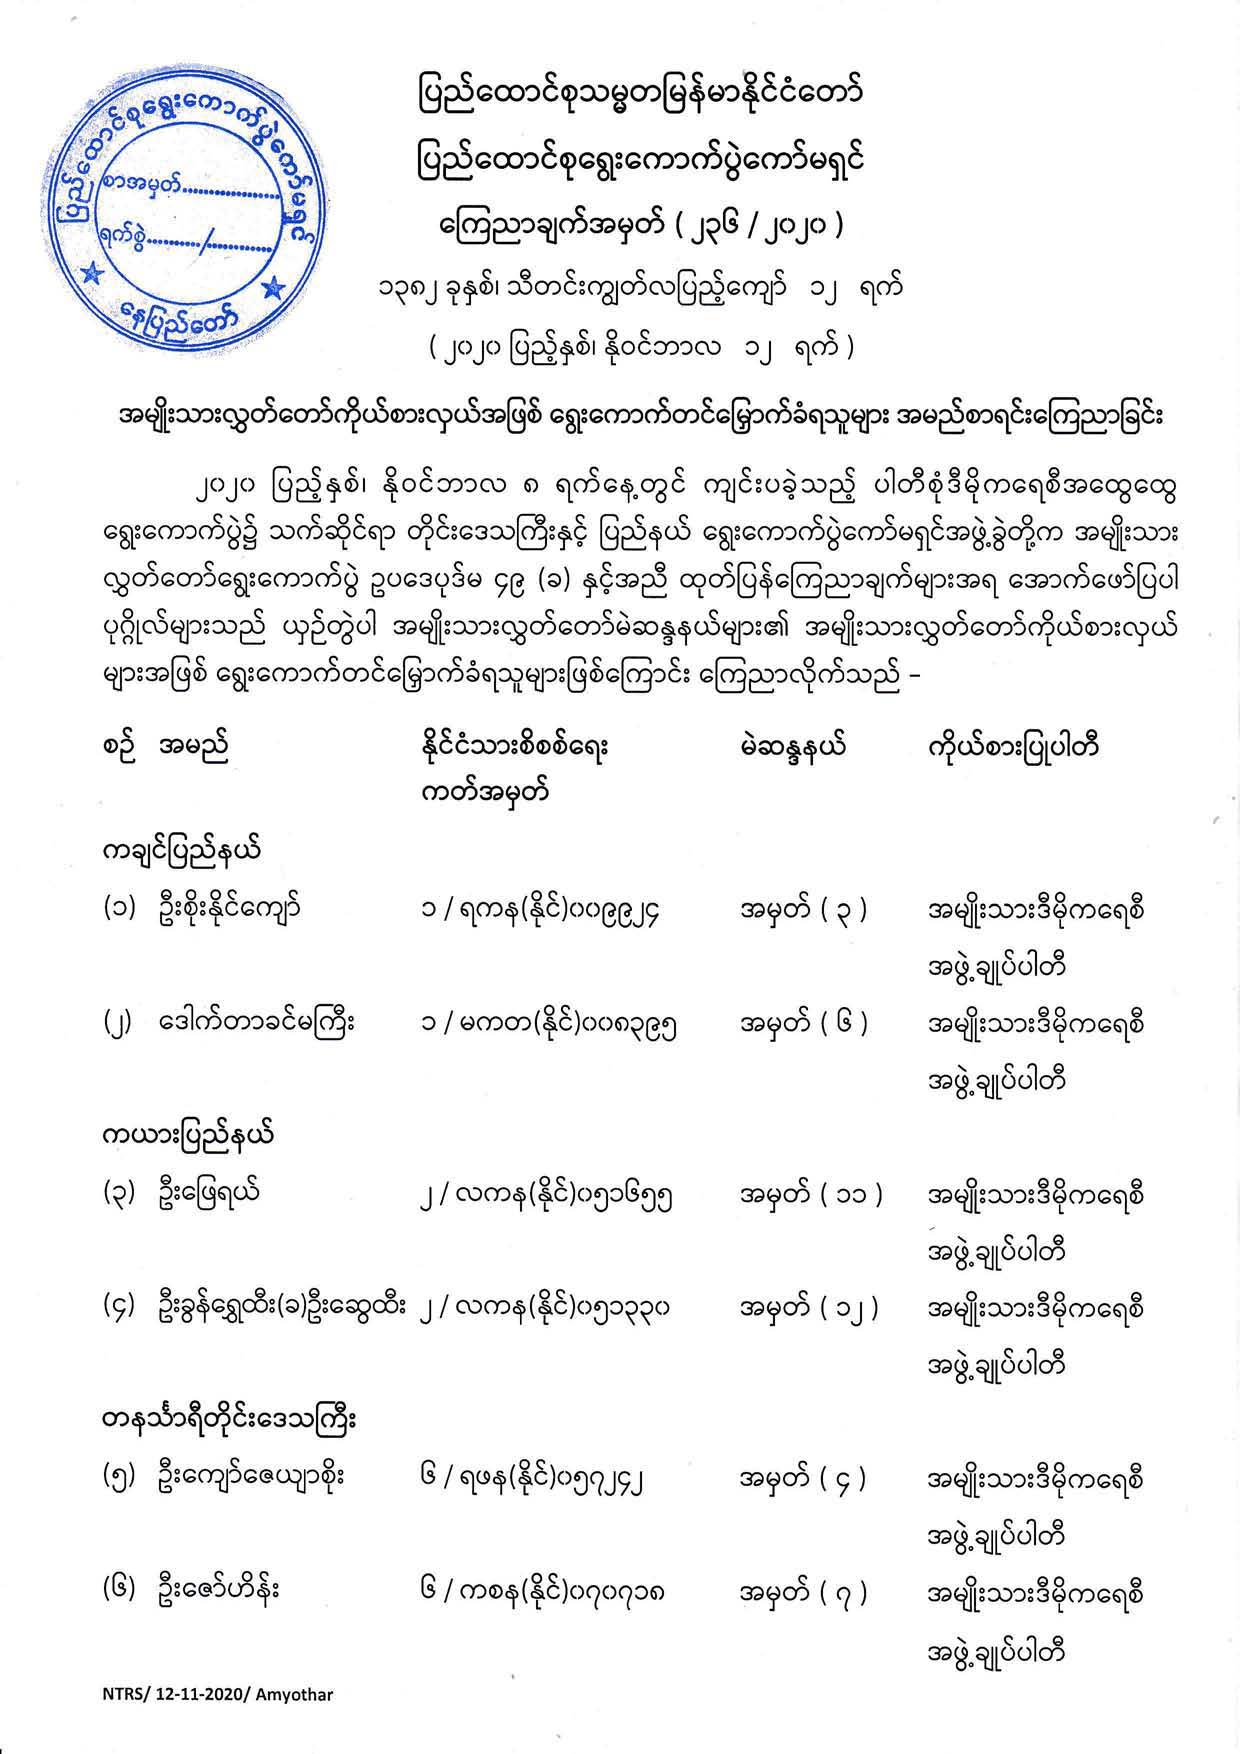 ပြည်ထောင်စုသမ္မတမြန်မာနိုင်ငံတော်
ပြည်ထောင်စုရွေးကောက်ပွဲကော်မရှင်
ကြေညာချက်အမှတ် ( ၂၃၆ / ၂၀၂၀ )
၁၃၈၂ ခုနှစ်၊ သီတင်းကျွတ်လပြည့်ကျော် ၁၂ ရက်
( ၂၀၂၀ ပြည့်နှစ်၊ နိုဝင်ဘာလ ၁၂ ရက် )
ပြည်ထောင်စုရွေးကောက်ပွဲကော်မရှင်
စာအမှတ်....................
ရက်စွဲ.........../.............
နေပြည်တော်
အမျိုးသားလွှတ်တော်ကိုယ်စားလှယ်အဖြစ် ရွေးကောက်တင်မြှောက်ခံရသူများ အမည်စာရင်းကြေညာခြင်း
၂၀၂၀ ပြည့်နှစ်၊ နိုဝင်ဘာလ ၈ ရက်နေ့တွင် ကျင်းပခဲ့သည့် ပါတီစုံဒီမိုကရေစီအထွေထွေ
ရွေးကောက်ပွဲ၌ သက်ဆိုင်ရာ တိုင်းဒေသကြီးနှင့် ပြည်နယ် ရွေးကောက်ပွဲကော်မရှင်အဖွဲ့ခွဲတို့က အမျိုးသား
လွှတ်တော်ရွေးကောက်ပွဲ ဥပဒေပုဒ်မ ၄၉ (ခ) နှင့်အညီ ထုတ်ပြန်ကြေညာချက်များအရ အောက်ဖော်ပြပါ
ပုဂ္ဂိုလ်များသည် ယှဉ်တွဲပါ အမျိုးသားလွှတ်တော်မဲဆန္ဒနယ်များ၏ အမျိုးသားလွှတ်တော်ကိုယ်စားလှယ်
များအဖြစ် ရွေးကောက်တင်မြှောက်ခံရသူများဖြစ်ကြောင်း ကြေညာလိုက်သည် –
စဉ် အမည် နိုင်ငံသားစိစစ်ရေး မဲဆန္ဒနယ် ကိုယ်စားပြုပါတီ
ကတ်အမှတ်
ကချင်ပြည်နယ်
(၁) ဦးစိုးနိုင်ကျော် ၁ / ရကန(နိုင်)၀၀၉၉၂၄ အမှတ် ( ၃ ) အမျိုးသားဒီမိုကရေစီ
အဖွဲ့ချုပ်ပါတီ
(၂) ဒေါက်တာခင်မကြီး ၁ / မကတ(နိုင်)၀၀၈၃၉၅ အမှတ် ( ၆ ) အမျိုးသားဒီမိုကရေစီ
အဖွဲ့ချုပ်ပါတီ
ကယားပြည်နယ်
(၃) ဦးဖြေရယ် ၂ / လကန(နိုင်)၀၅၁၆၅၅ အမှတ် ( ၁၁ ) အမျိုးသားဒီမိုကရေစီ
အဖွဲ့ချုပ်ပါတီ
(၄) ဦးခွန်ရွှေထီး(ခ)ဦးဆွေထီး ၂ / လကန(နိုင်)၀၅၁၃၃၀ အမှတ် ( ၁၂ ) အမျိုးသားဒီမိုကရေစီ
အဖွဲ့ချုပ်ပါတီ
တနင်္သာရီတိုင်းဒေသကြီး
(၅) ဦးကျော်ဇေယျာစိုး ၆ / ရဖန(နိုင်)၀၅၇၂၄၂ အမှတ် ( ၄ ) အမျိုးသားဒီမိုကရေစီ
အဖွဲ့ချုပ်ပါတီ
(၆) ဦးဇော်ဟိန်း ၆ / ကစန(နိုင်)၀၇၀၇၁၈ အမှတ် ( ၇ ) အမျိုးသားဒီမိုကရေစီ
အဖွဲ့ချုပ်ပါတီ
NTRS/ 12-11-2020/ Amyothar